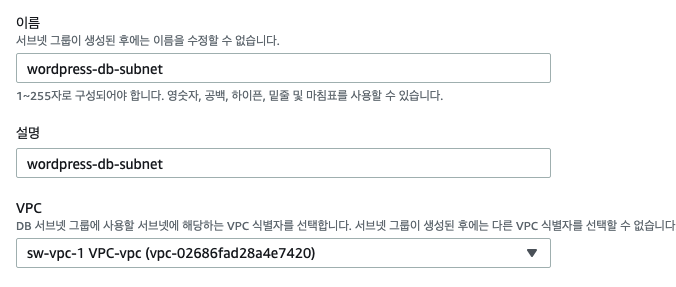 이름
서브넷 그룹이 생성된 후에는 이름을 수정할 수 없습니다.
wordpress-db-subnet
1~255자로 구성되어야 합니다. 영숫자, 공백, 하이픈, 밑줄 및 마침표를 사용할 수 있습니다.
설명
wordpress-db-subnet
VPC
DB 서브넷 그룹에 사용할 서브넷에 해당하는 VPC 식별자를 선택합니다. 서브넷 그룹이 생성된 후에는 다른 VPC 식별자를 선택할 수 없습니다
sw-vpc-1 VPC-vpc (vpc-02686fad28a4e7420)